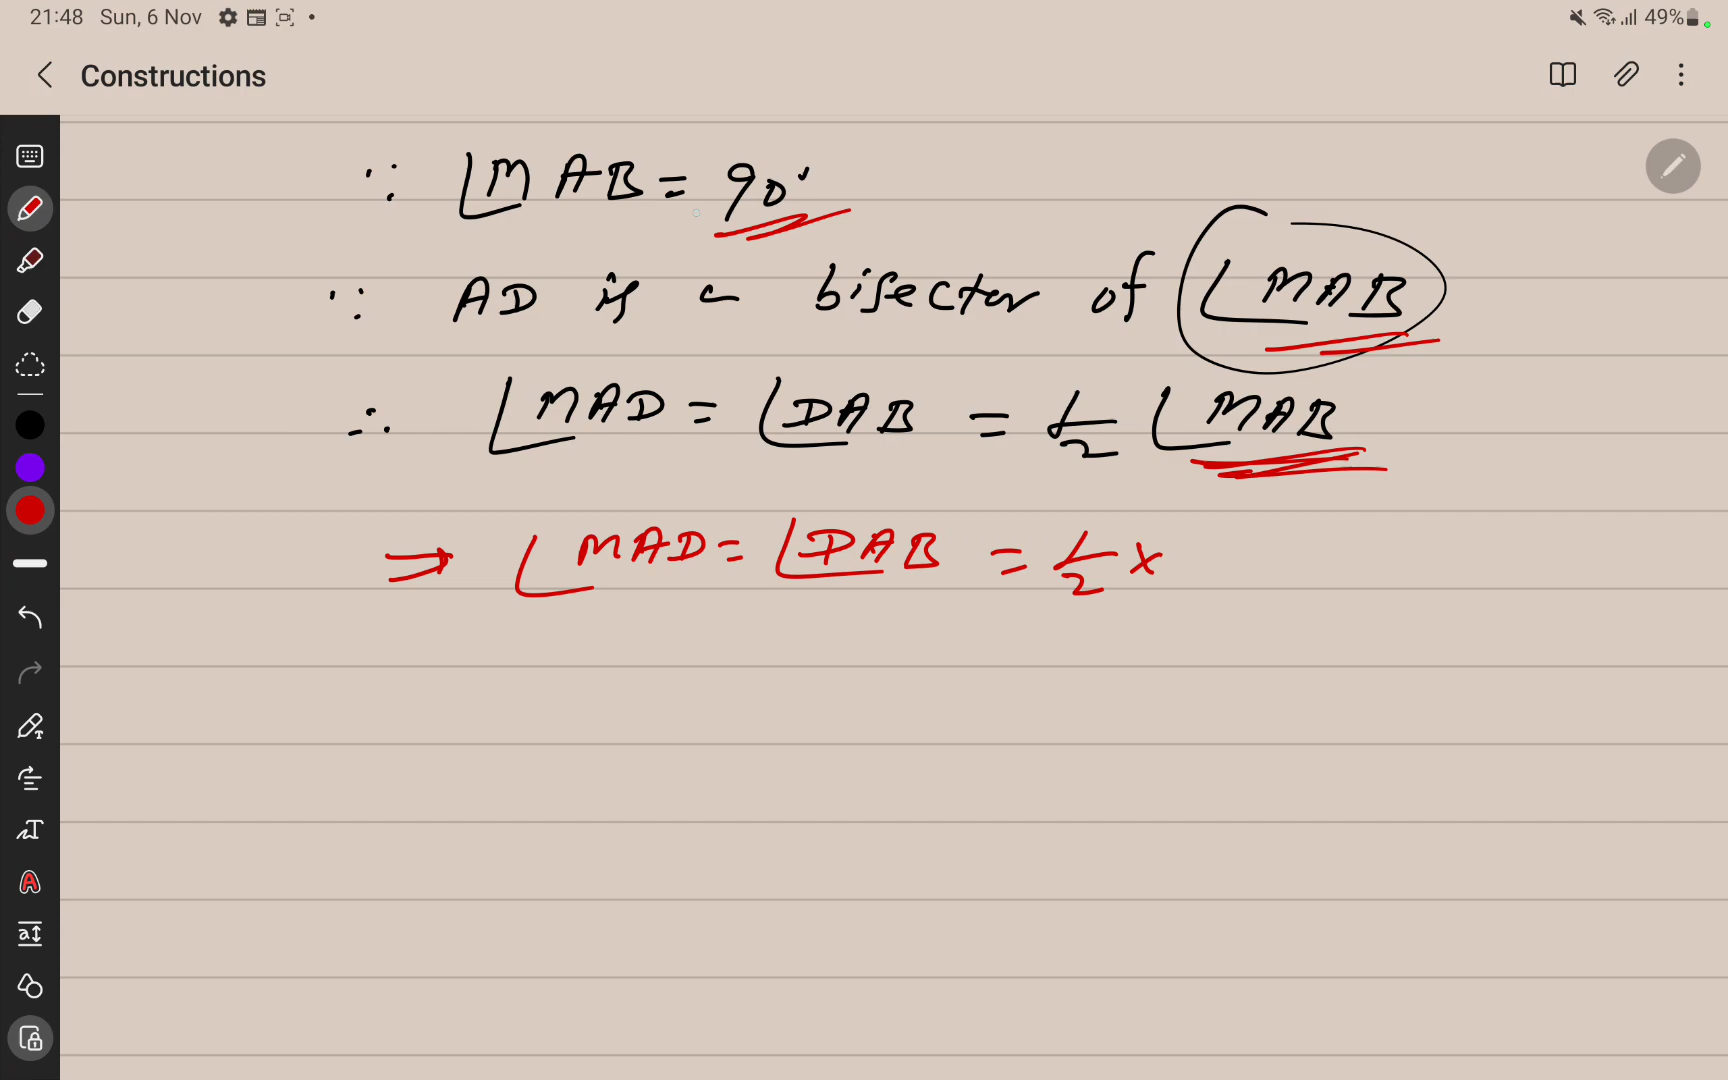 21:48 Sun, 6 Nov 49%
Constructions
∵ ∠MAB = 90°
∵ AD is a bisector of ∠MAB
∴ ∠MAD = ∠DAB = 1/2 ∠MAB
⇒ ∠MAD = ∠DAB = 1/2 ×